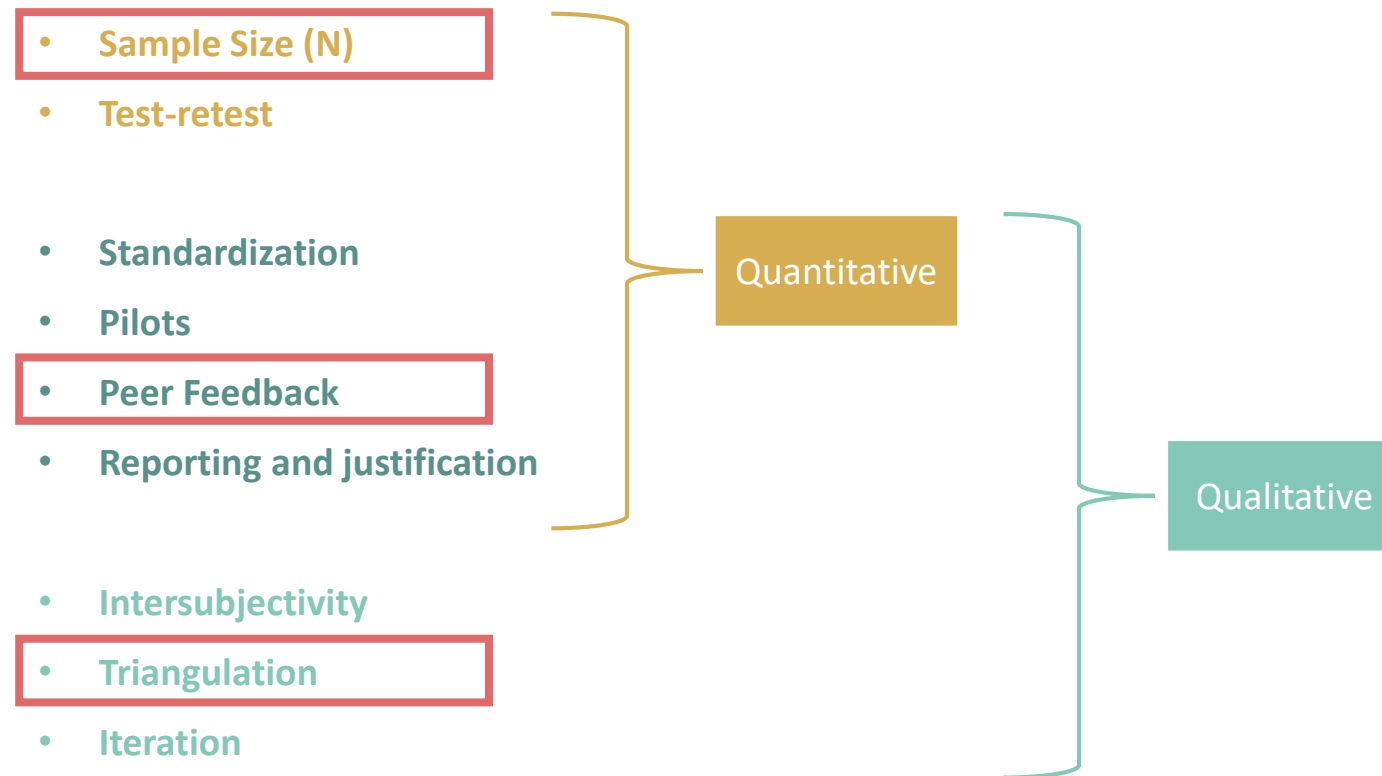 • Sample Size (N)
• Test-retest
• Standardization
• Pilots
• Peer Feedback
• Reporting and justification
• Intersubjectivity
• Triangulation
• Iteration
Quantitative
Qualitative